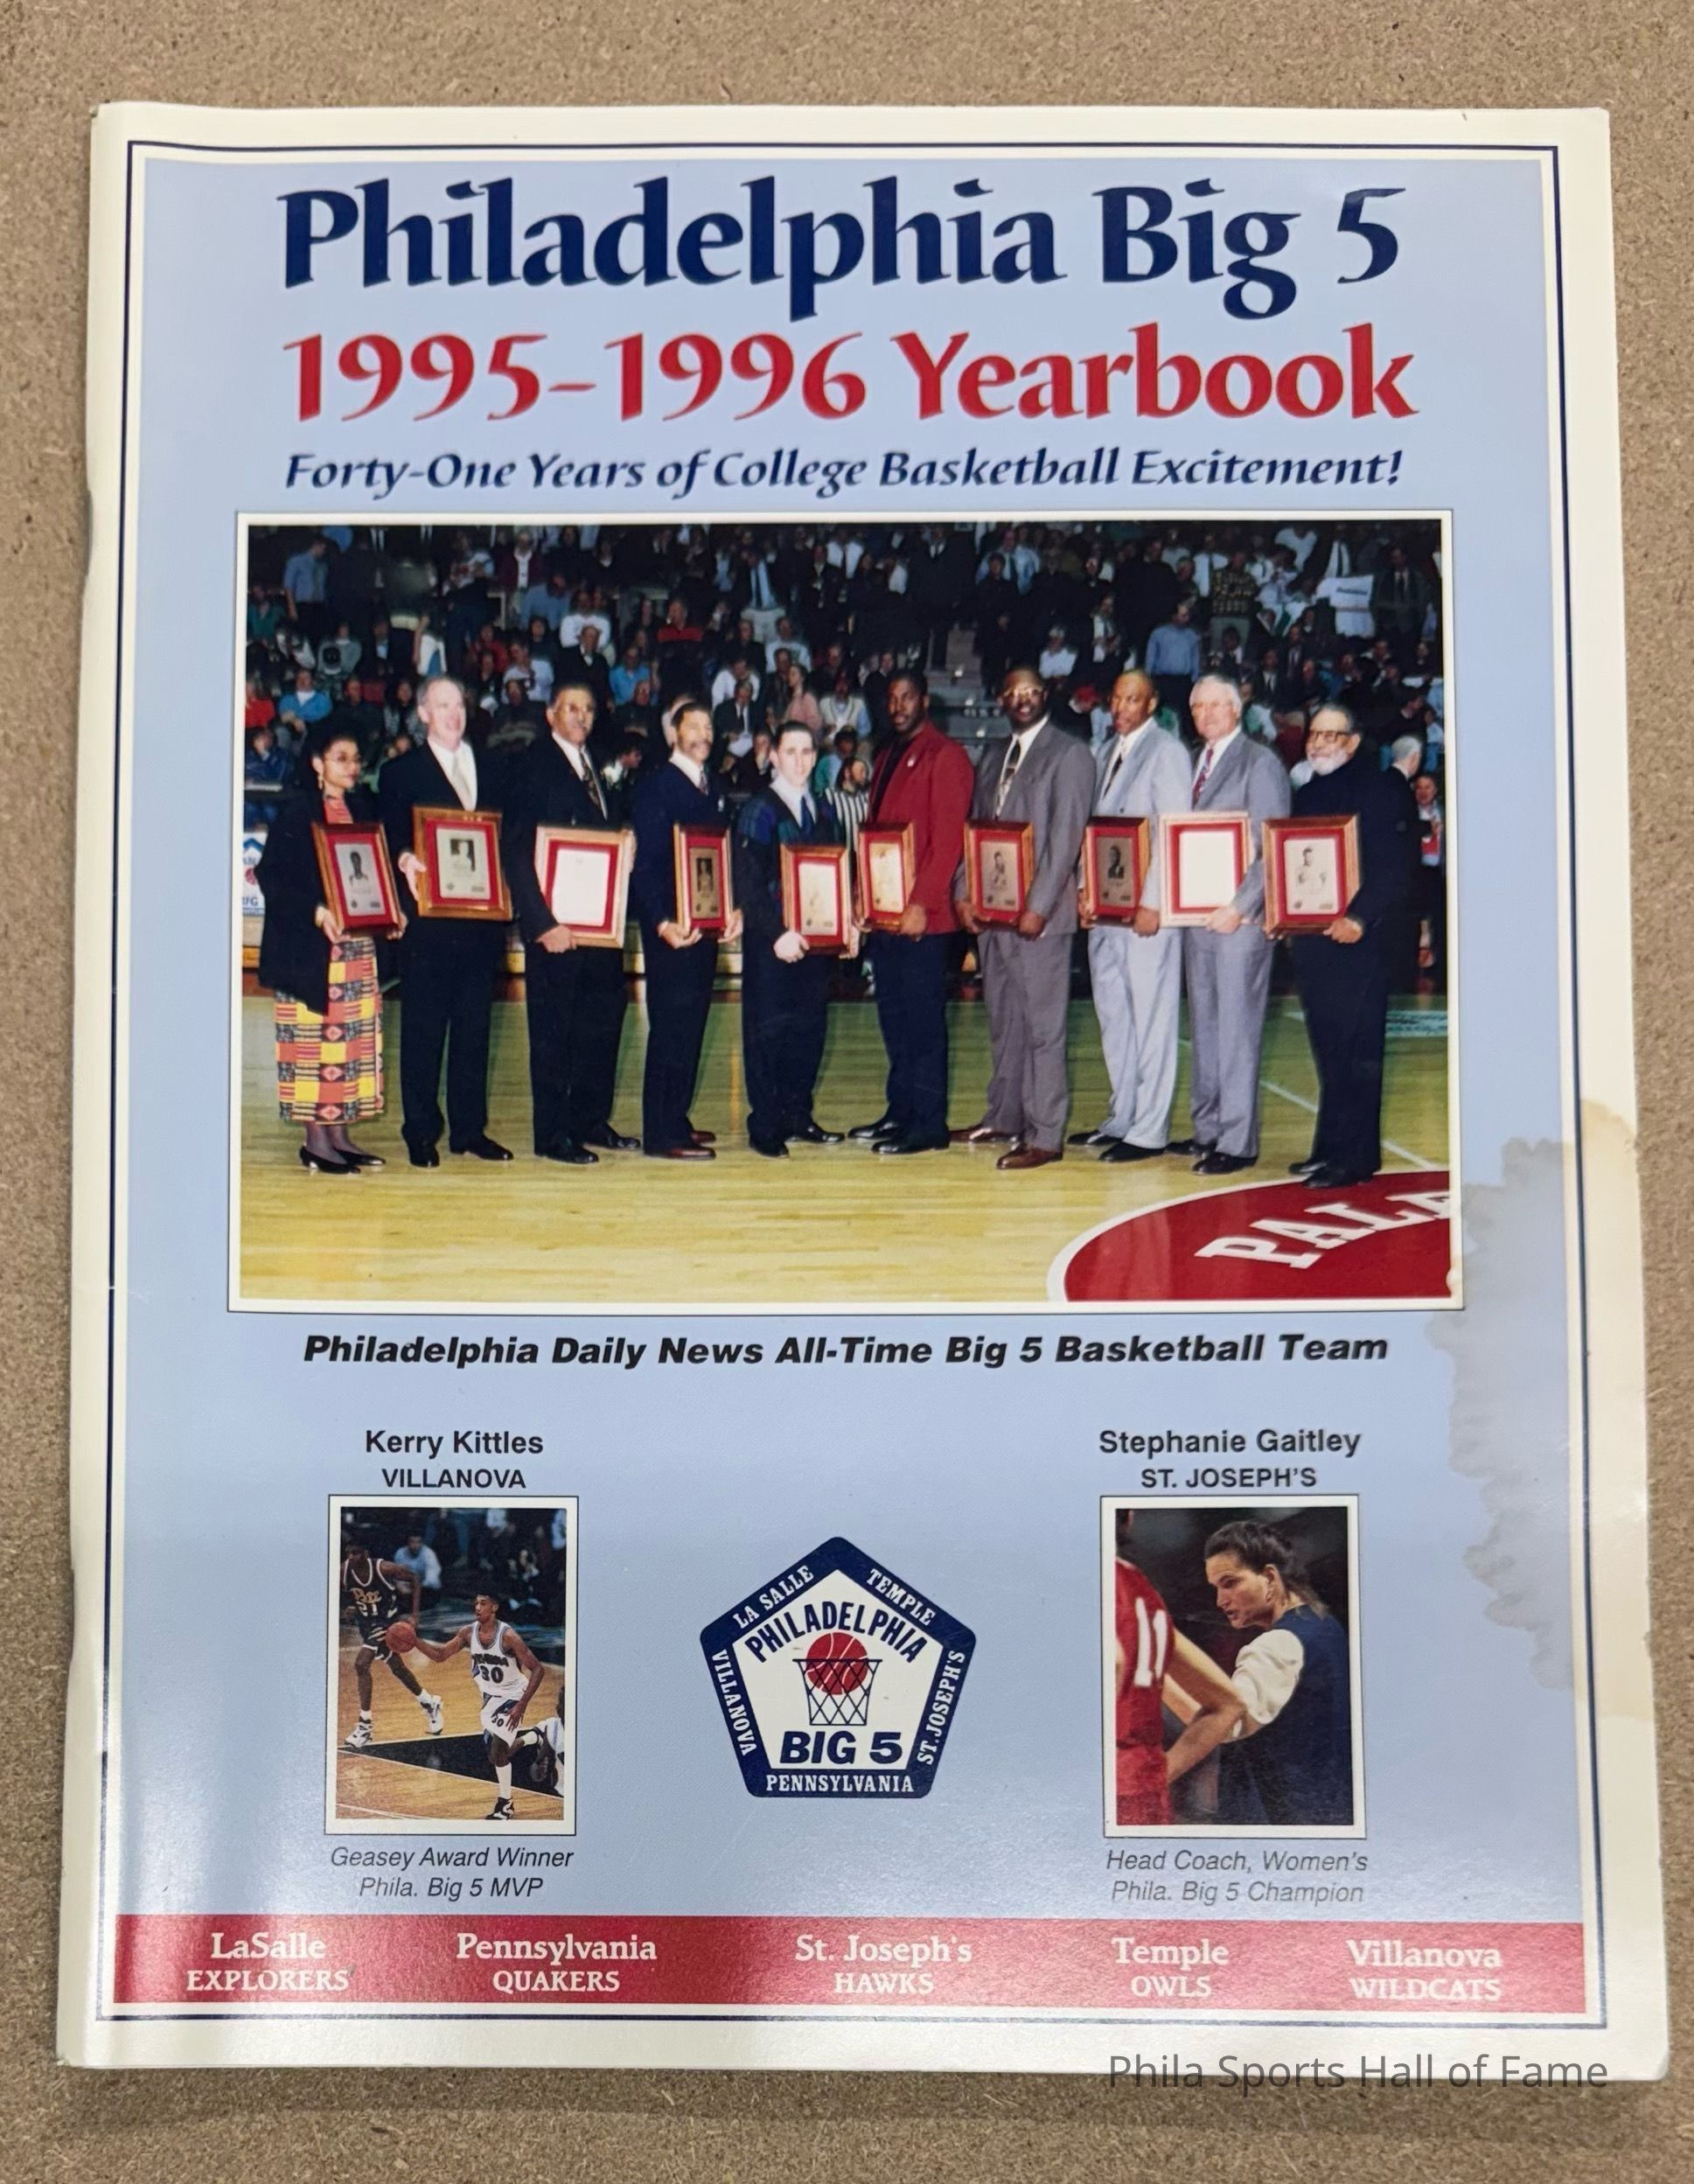 Philadelphia Big 5
1995-1996 Yearbook
Forty-One Years of College Basketball Excitement!
PALA
Philadelphia Daily News All-Time Big 5 Basketball Team
Kerry Kittles
VILLANOVA
Stephanie Gaitley
ST. JOSEPH'S
30
11
LA SALLE
TEMPLE
VILLANOVA
ST. JOSEPH'S
PHILADELPHIA
BIG 5
PENNSYLVANIA
Geasey Award Winner
Phila. Big 5 MVP
Head Coach, Women's
Phila. Big 5 Champion
LaSalle
EXPLORERS
Pennsylvania
QUAKERS
St. Joseph's
HAWKS
Temple
OWLS
Villanova
WILDCATS
Phila Sports Hall of Fame